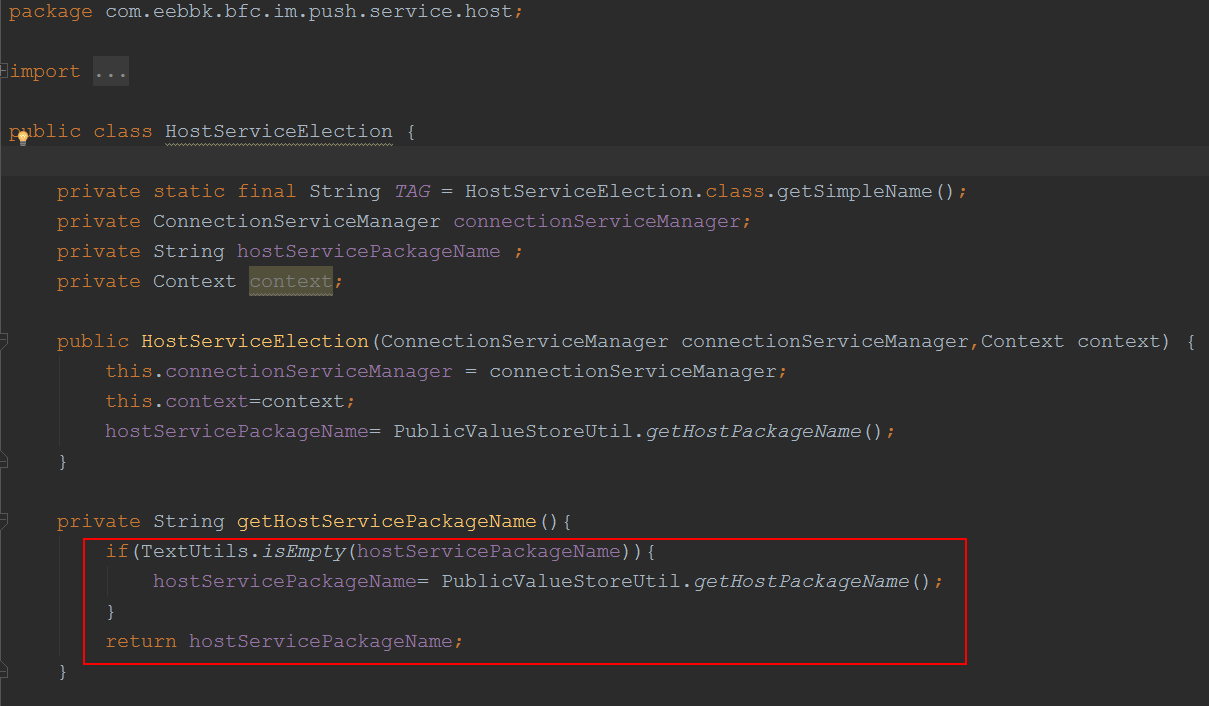 package com.eebbk.bfc.im.push.service.host;
import ...
public class HostServiceElection {
private static final String TAG = HostServiceElection.class.getSimpleName();
private ConnectionServiceManager connectionServiceManager;
private String hostServicePackageName ;
private Context context;
public HostServiceElection(ConnectionServiceManager connectionServiceManager,Context context) {
this.connectionServiceManager = connectionServiceManager;
this.context=context;
hostServicePackageName= PublicValueStoreUtil.getHostPackageName();
}
private String getHostServicePackageName(){
if(TextUtils.isEmpty(hostServicePackageName)){
hostServicePackageName= PublicValueStoreUtil.getHostPackageName();
}
return hostServicePackageName;
}